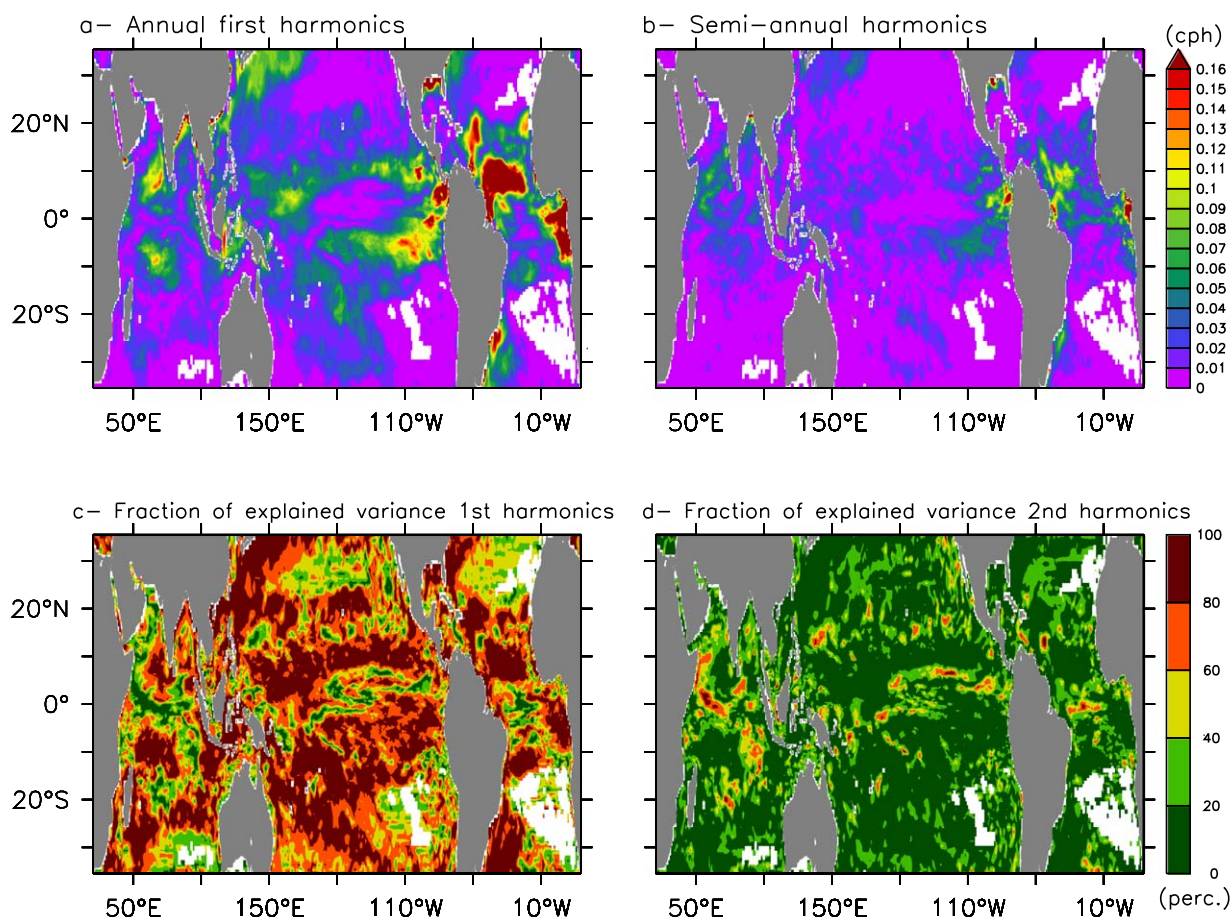 a– Annual first harmonics
b– Semi–annual harmonics
(cph)
0.16
0.15
0.14
0.13
0.12
0.11
0.1
0.09
0.08
0.07
0.06
0.05
0.04
0.03
0.02
0.01
0
20°N
0°
20°S
50°E 150°E 110°W 10°W
50°E 150°E 110°W 10°W
c– Fraction of explained variance 1st harmonics
d– Fraction of explained variance 2nd harmonics
100
80
60
40
20
0
(perc.)
20°N
0°
20°S
50°E 150°E 110°W 10°W
50°E 150°E 110°W 10°W